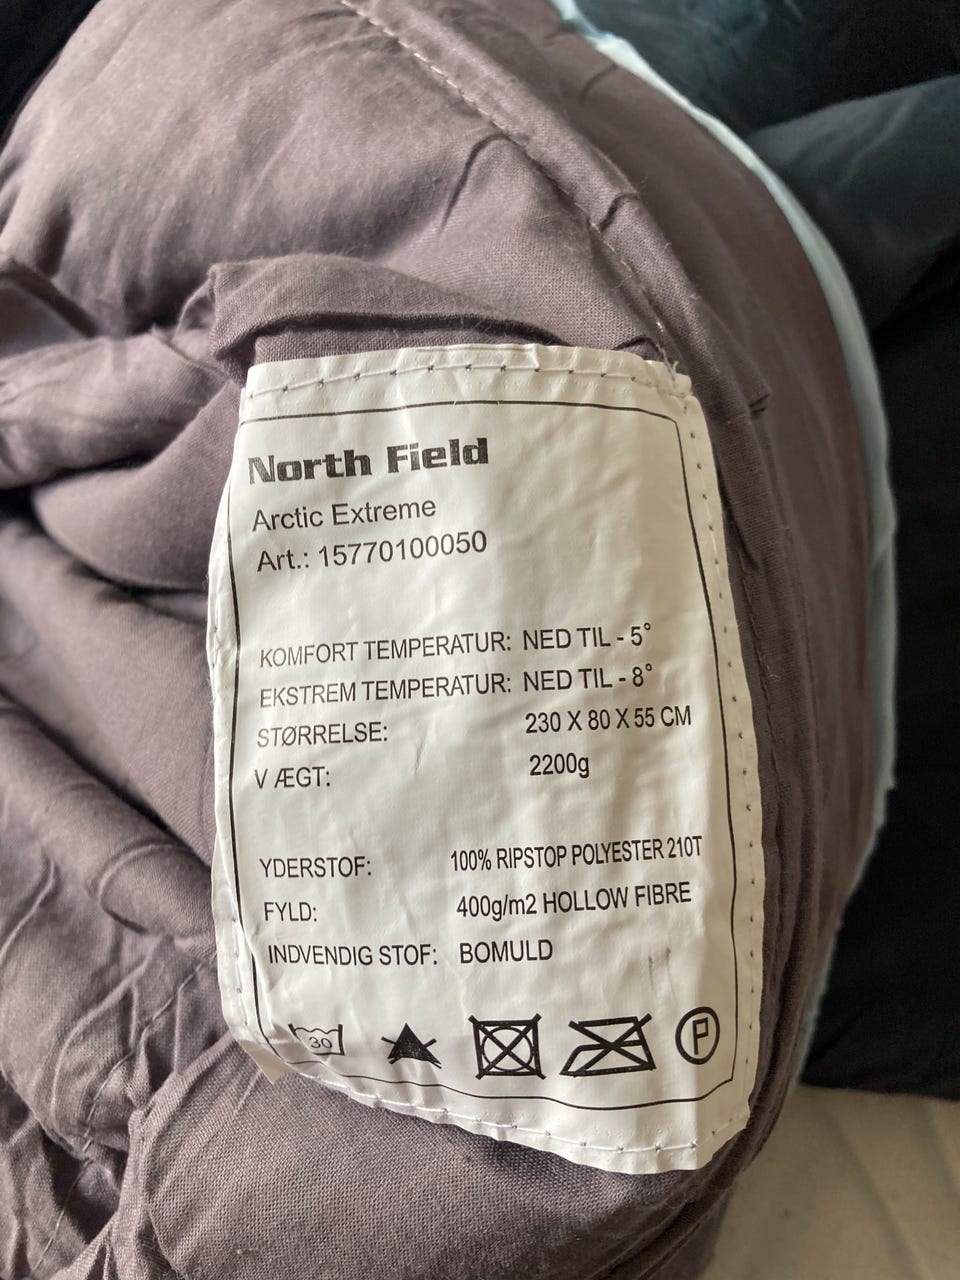 North Field
Arctic Extreme
Art.: 15770100050
KOMFORT TEMPERATUR: NED TIL - 5°
EKSTREM TEMPERATUR: NED TIL - 8°
STØRRELSE: 230 X 80 X 55 CM
V ÆGT: 2200g
YDERSTOF: 100% RIPSTOP POLYESTER 210T
FYLD: 400g/m2 HOLLOW FIBRE
INDVENDIG STOF: BOMULD
30 P